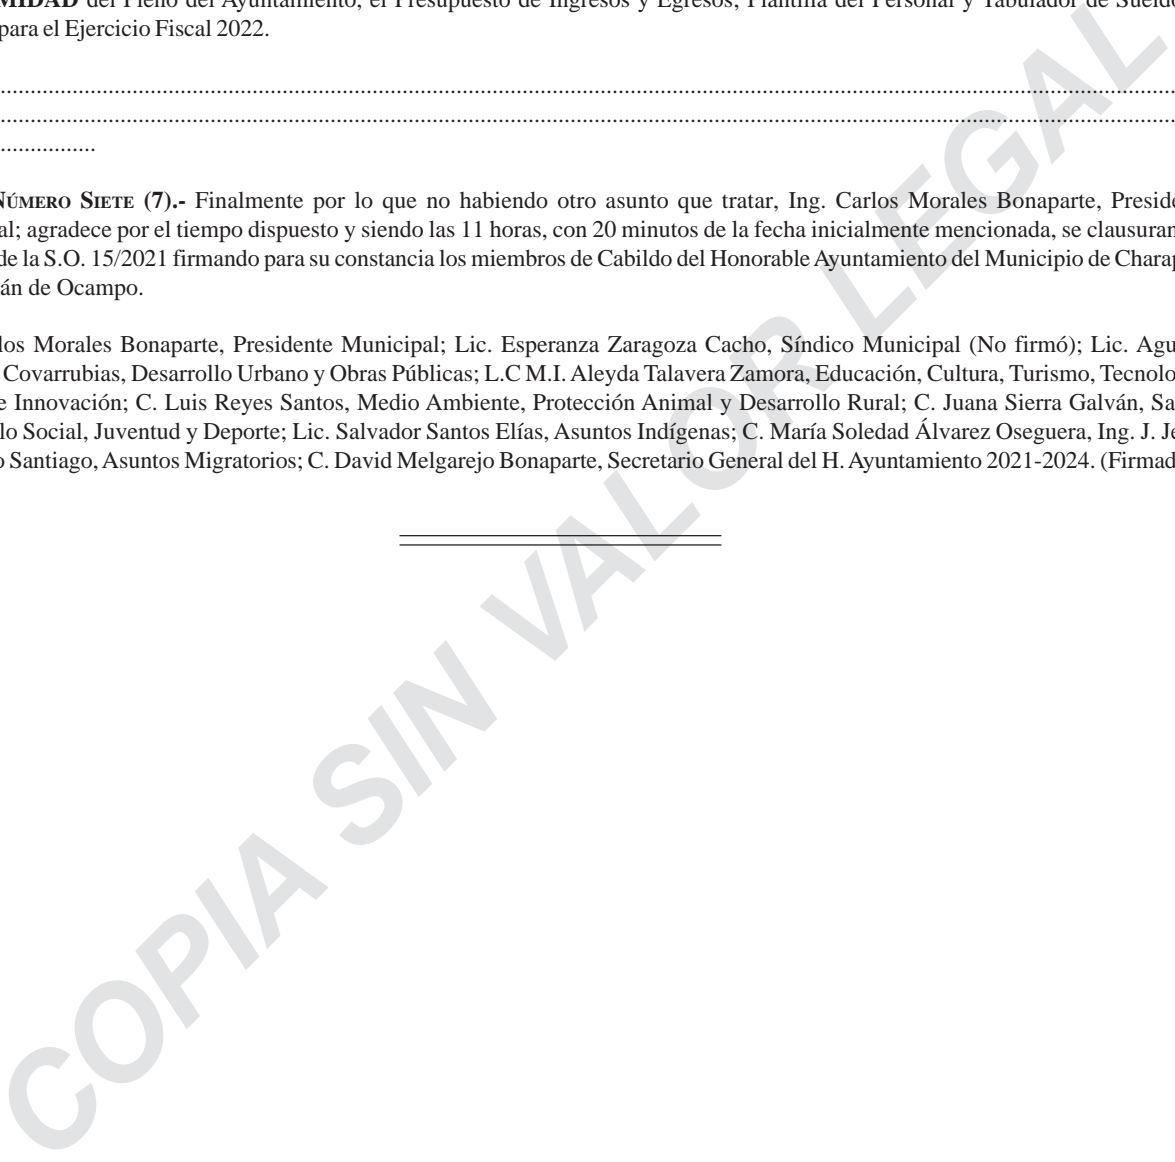 MIDAD del Pleno del Ayuntamiento, el Presupuesto de Ingresos y Egresos, Plantilla del Personal y Tabulador de Sueldo
para el Ejercicio Fiscal 2022.
NÚMERO SIETE (7).- Finalmente por lo que no habiendo otro asunto que tratar, Ing. Carlos Morales Bonaparte, Preside
al; agradece por el tiempo dispuesto y siendo las 11 horas, con 20 minutos de la fecha inicialmente mencionada, se clausuran
de la S.O. 15/2021 firmando para su constancia los miembros de Cabildo del Honorable Ayuntamiento del Municipio de Charap
án de Ocampo.
los Morales Bonaparte, Presidente Municipal; Lic. Esperanza Zaragoza Cacho, Síndico Municipal (No firmó); Lic. Agu
Covarrubias, Desarrollo Urbano y Obras Públicas; L.C M.I. Aleyda Talavera Zamora, Educación, Cultura, Turismo, Tecnolo
e Innovación; C. Luis Reyes Santos, Medio Ambiente, Protección Animal y Desarrollo Rural; C. Juana Sierra Galván, Sa
lo Social, Juventud y Deporte; Lic. Salvador Santos Elías, Asuntos Indígenas; C. María Soledad Álvarez Oseguera, Ing. J. Je
o Santiago, Asuntos Migratorios; C. David Melgarejo Bonaparte, Secretario General del H. Ayuntamiento 2021-2024. (Firmad
COPIA SIN VALOR LEGAL